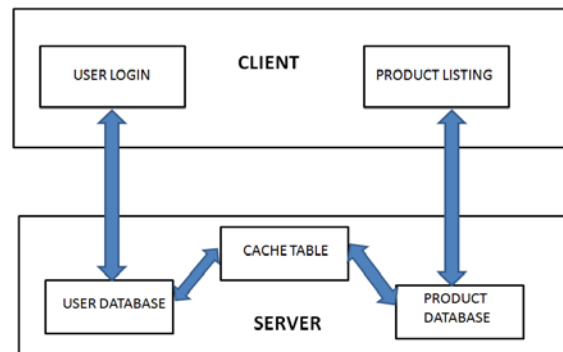 CLIENT
USER LOGIN
PRODUCT LISTING
CACHE TABLE
USER DATABASE
PRODUCT
DATABASE
SERVER